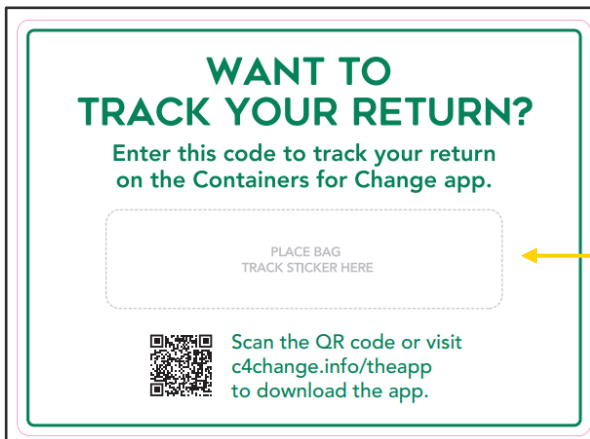 WANT TO
TRACK YOUR RETURN?
Enter this code to track your return
on the Containers for Change app.
PLACE BAG
TRACK STICKER HERE
Scan the QR code or visit
c4change.info/theapp
to download the app.